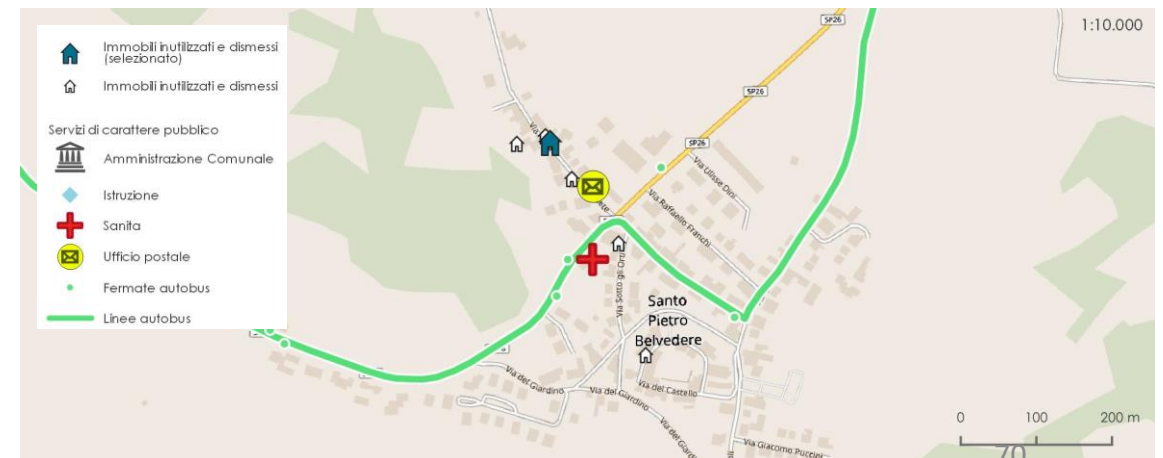 Immobili inutilizzati e dismessi
(selezionato)
Immobili inutilizzati e dismessi
Servizi di carattere pubblico
Amministrazione Comunale
Istruzione
Sanita
Ufficio postale
Fermate autobus
Linee autobus
SP26
1:10.000
SP26
SP26
Via Ulisse Dini
Via Raffaello Franchi
Via Sotto gli Orti
Santo
Pietro
Belvedere
Via del Giardino
Via del Giardino
Via del Castello
Via Giacomo Puccini
0 100 200 m
70